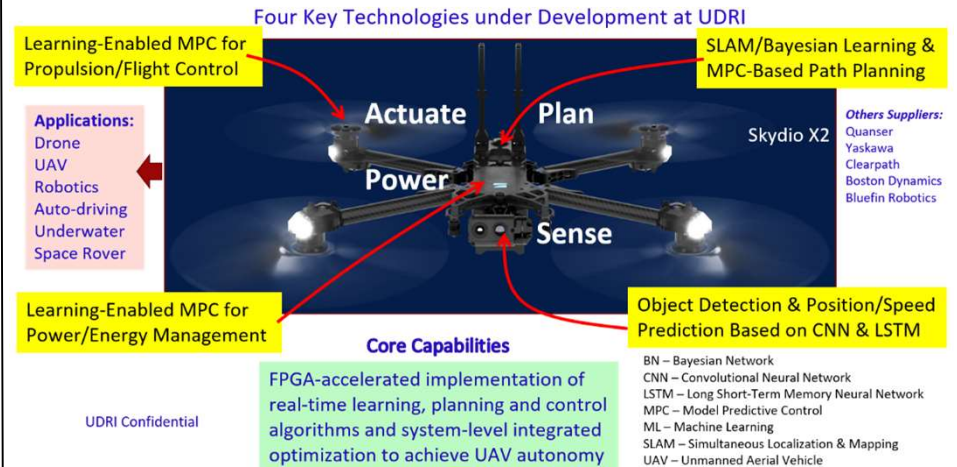 Four Key Technologies under Development at UDRI
Learning-Enabled MPC for
Propulsion/Flight Control
SLAM/Bayesian Learning &
MPC-Based Path Planning
Actuate
Plan
Power
Sense
Skydio X2
Applications:
Drone
UAV
Robotics
Auto-driving
Underwater
Space Rover
Others Suppliers:
Quanser
Yaskawa
Clearpath
Boston Dynamics
Bluefin Robotics
Learning-Enabled MPC for
Power/Energy Management
Object Detection & Position/Speed
Prediction Based on CNN & LSTM
Core Capabilities
FPGA-accelerated implementation of
real-time learning, planning and control
algorithms and system-level integrated
optimization to achieve UAV autonomy
UDRI Confidential
BN – Bayesian Network
CNN – Convolutional Neural Network
LSTM – Long Short-Term Memory Neural Network
MPC – Model Predictive Control
ML – Machine Learning
SLAM – Simultaneous Localization & Mapping
UAV – Unmanned Aerial Vehicle